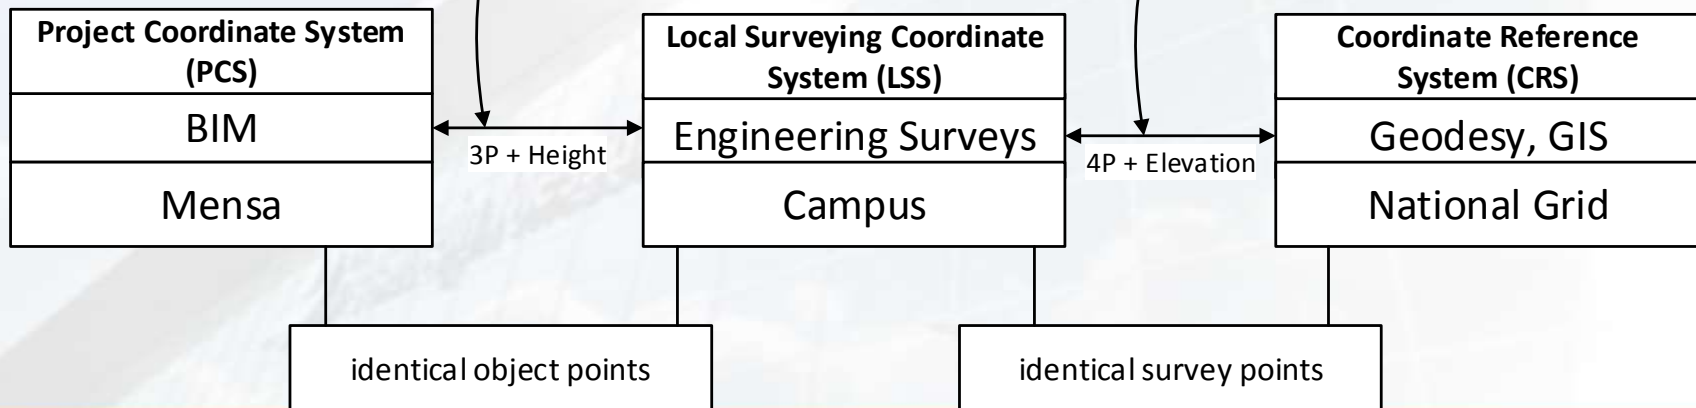 Project Coordinate System
(PCS)
BIM
Mensa
3P + Height
Local Surveying Coordinate
System (LSS)
Engineering Surveys
Campus
4P + Elevation
Coordinate Reference
System (CRS)
Geodesy, GIS
National Grid
identical object points
identical survey points